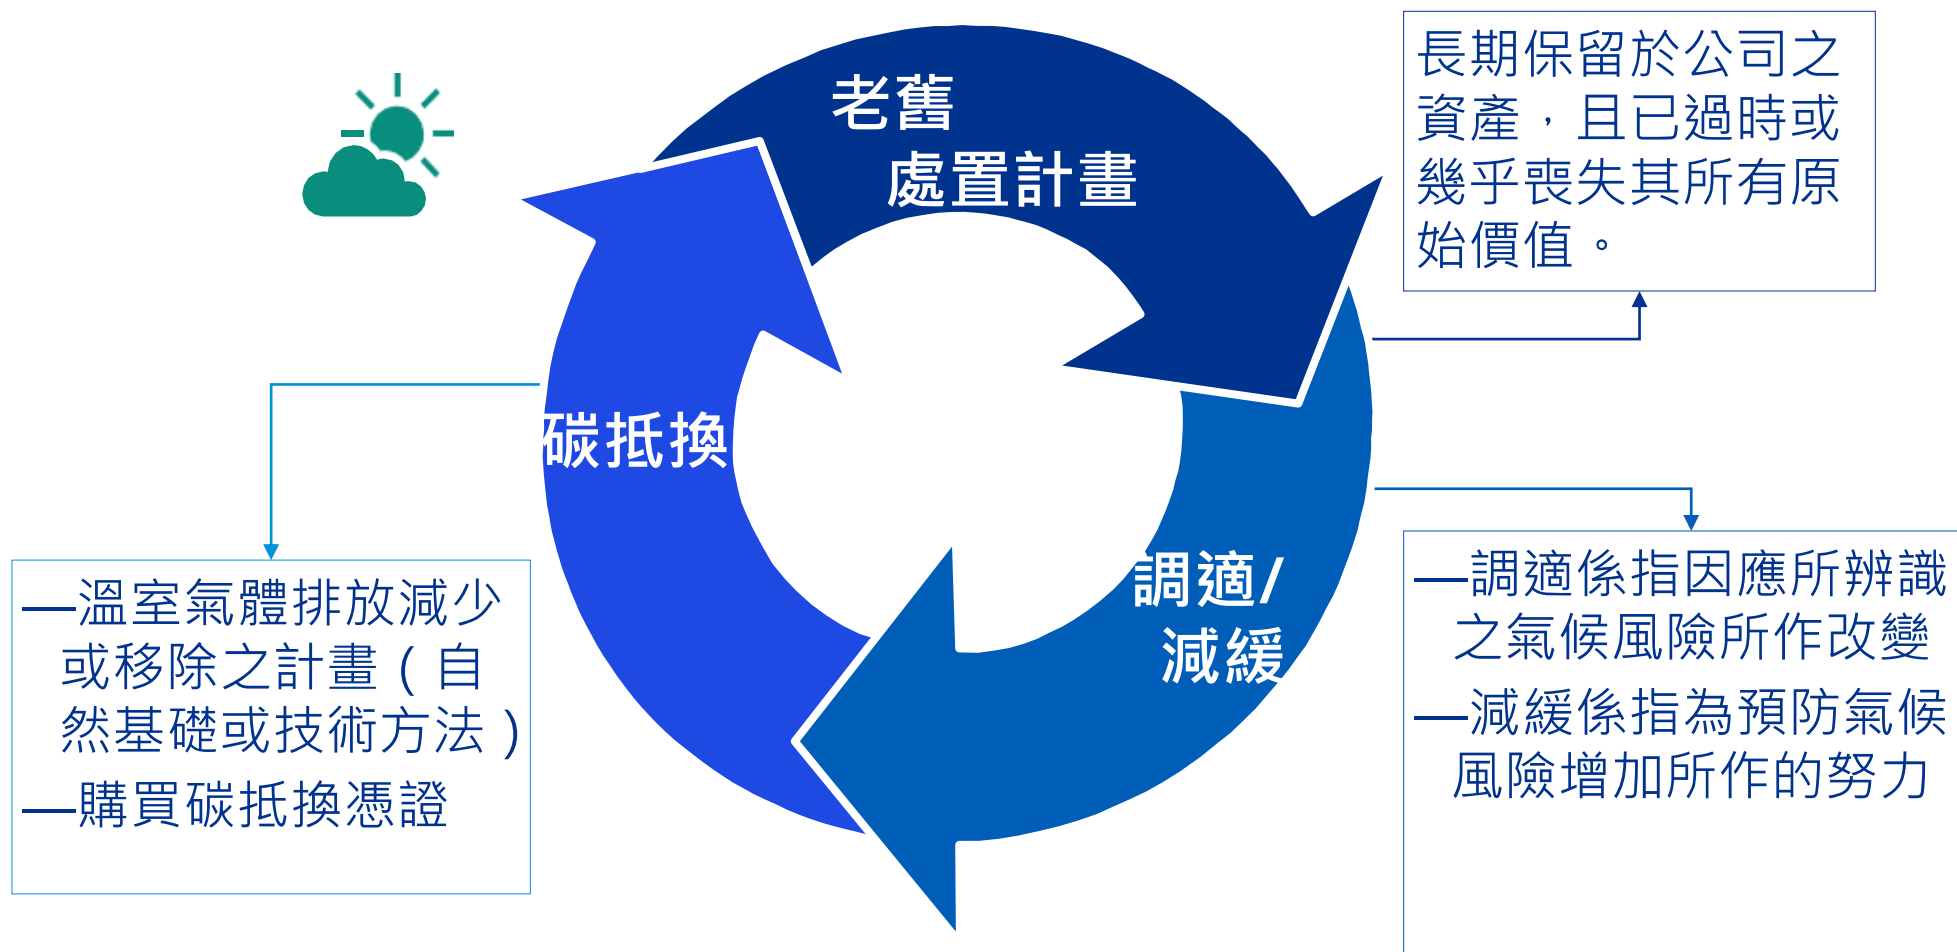 老舊
處置計畫
長期保留於公司之
資產，且已過時或
幾乎喪失其所有原
始價值。
碳抵換
調適/
減緩
—溫室氣體排放減少
或移除之計畫（自
然基礎或技術方法）
—購買碳抵換憑證
—調適係指因應所辨識
之氣候風險所作改變
—減緩係指為預防氣候
風險增加所作的努力